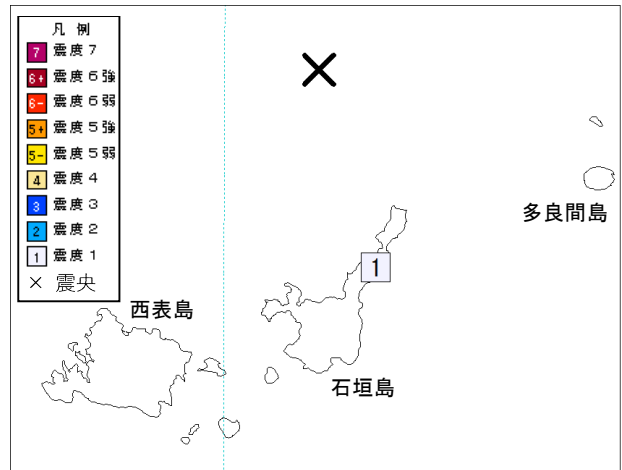 凡例
7 震度7
6+ 震度6強
6- 震度6弱
5+ 震度5強
5- 震度5弱
4 震度4
3 震度3
2 震度2
1 震度1
× 震央
多良間島
1
西表島
石垣島